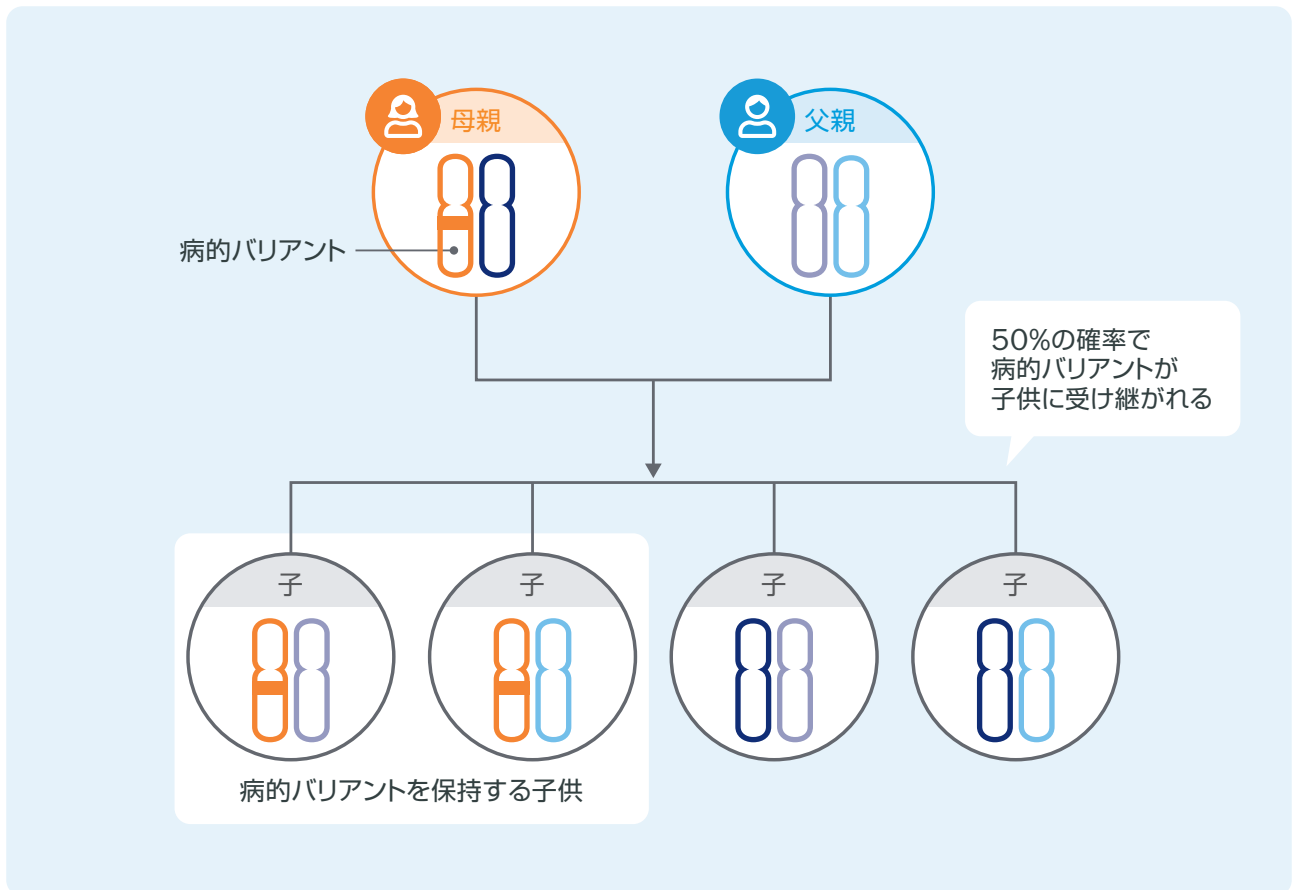 母親
父親
病的バリアント
50%の確率で
病的バリアントが
子供に受け継がれる
子
子
子
子
病的バリアントを保持する子供